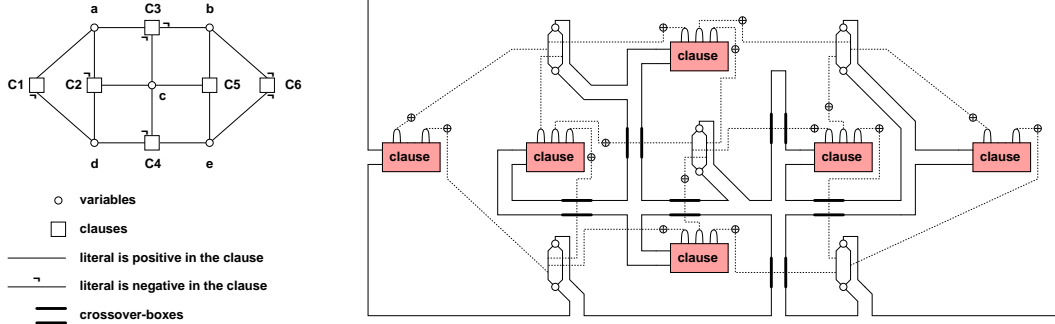 a C3 b
C1 C2 C5 C6
c
C4
d e
variables
clauses
literal is positive in the clause
¬ literal is negative in the clause
crossover-boxes
clause
clause clause clause clause
clause